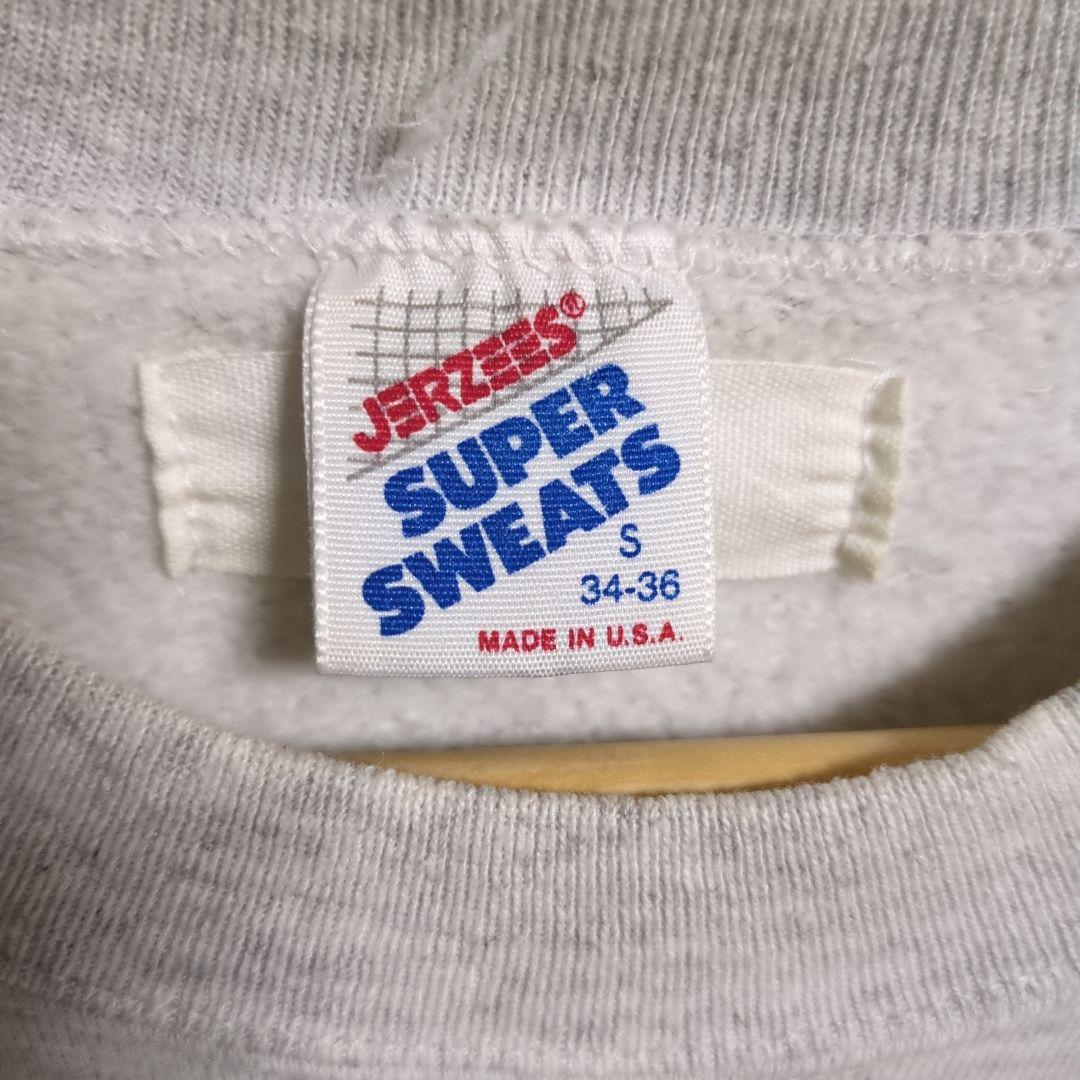 JERZEES®
SUPER
SWEATS
S
34-36
MADE IN U.S.A.